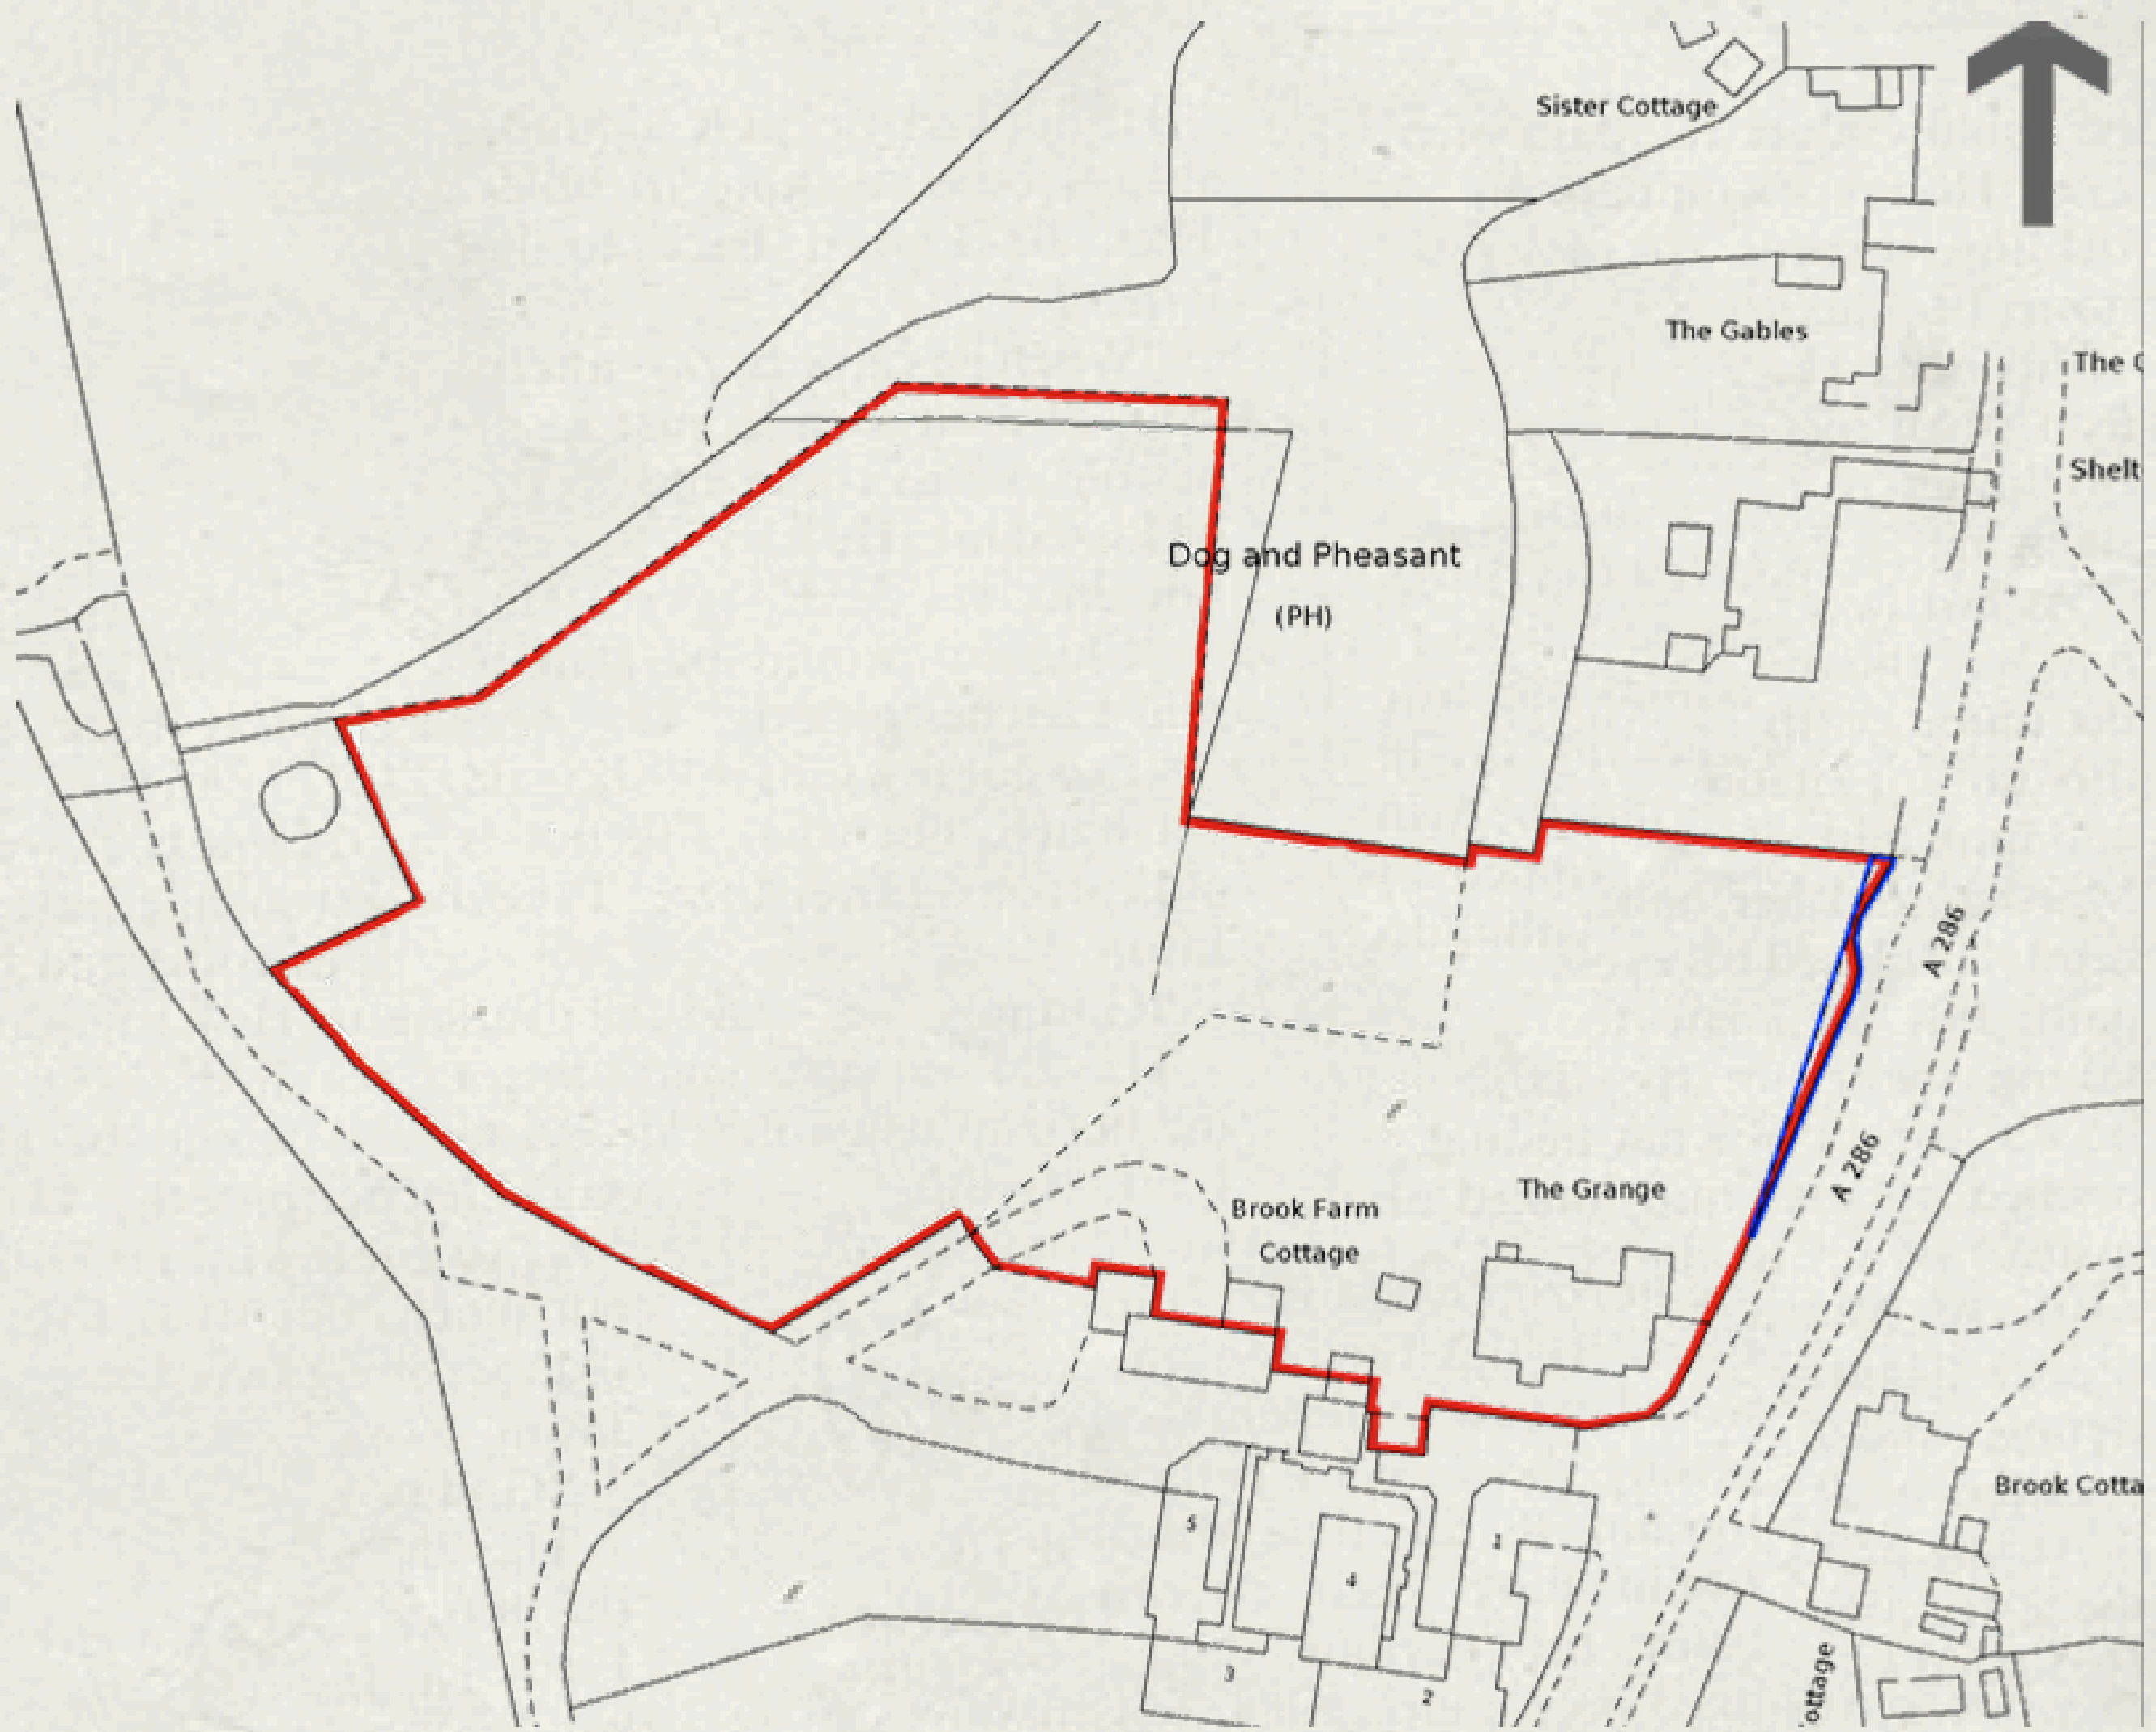 Sister Cottage
The Gables
The
Dog and Pheasant
(PH)
A 286
A 286
The Grange
Brook Farm
Cottage
5
4
1
3
2